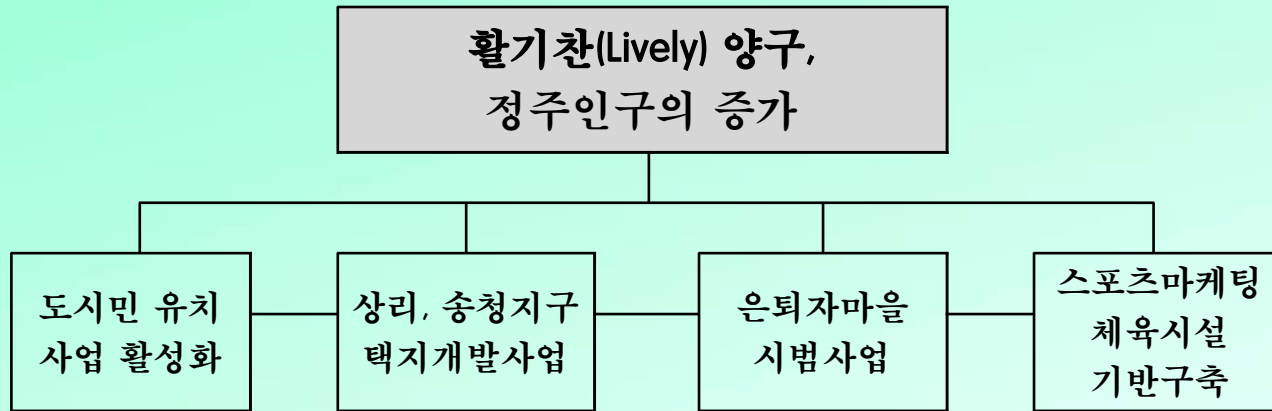 활기찬(Lively) 양구,
정주인구의 증가
도시민 유치
사업 활성화
상리, 송청지구
택지개발사업
은퇴자마을
시범사업
스포츠마케팅
체육시설
기반구축